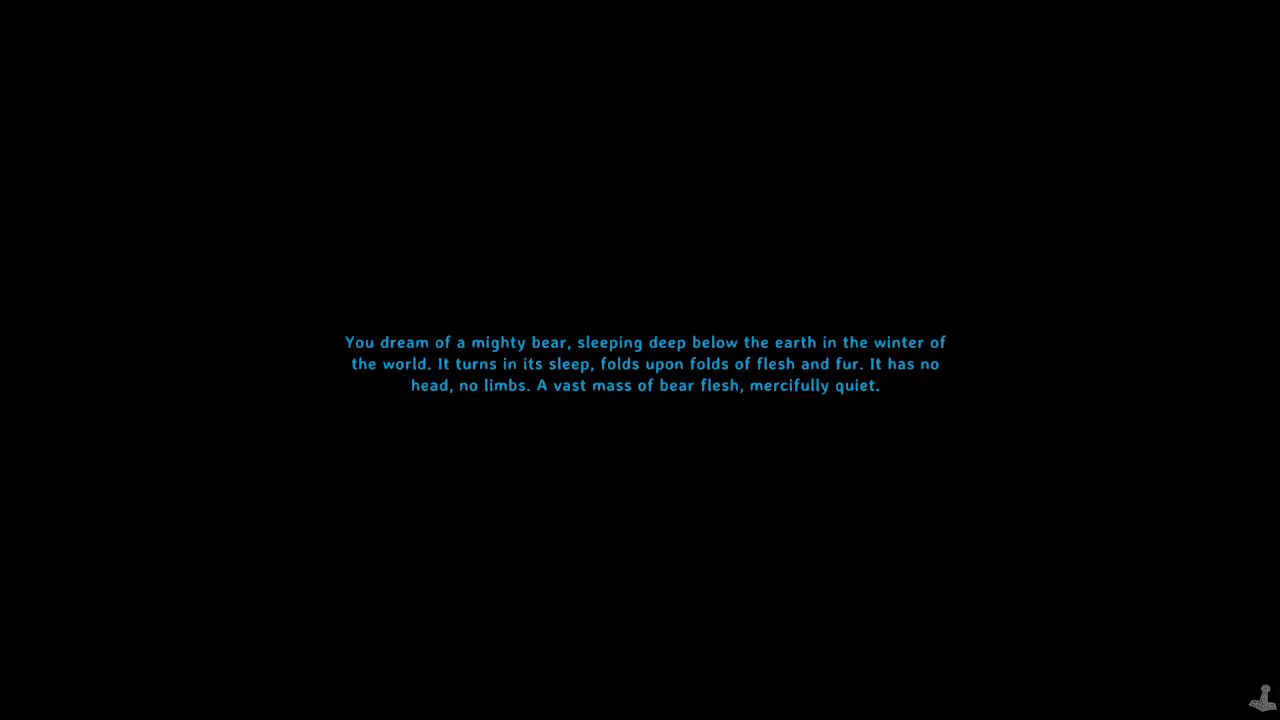 You dream of a mighty bear, sleeping deep below the earth in the winter of
the world. It turns in its sleep, folds upon folds of flesh and fur. It has no
head, no limbs. A vast mass of bear flesh, mercifully quiet.